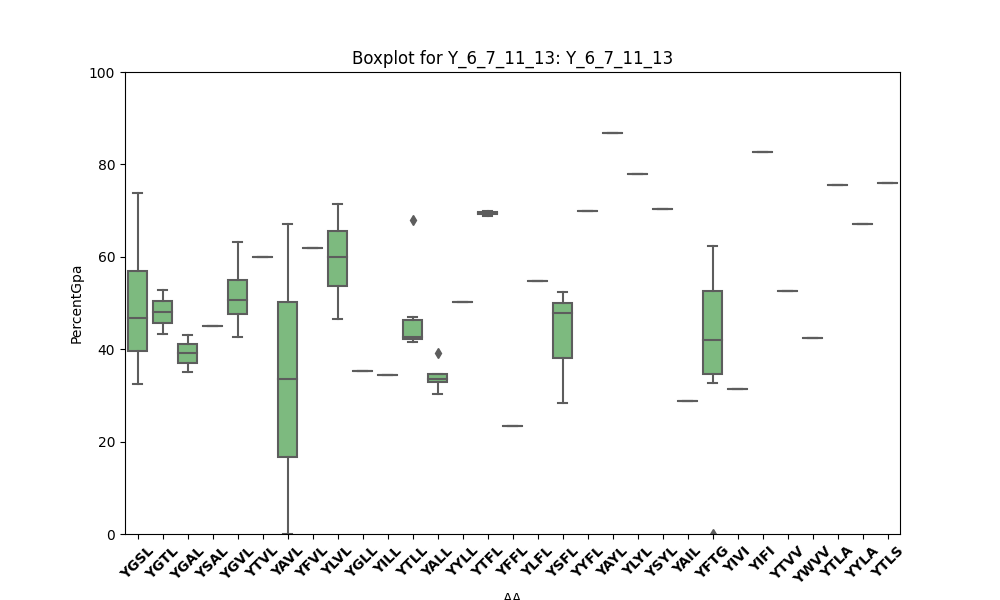 Boxplot for Y_6_7_11_13: Y_6_7_11_13
PercentGpa
100
80
60
40
20
0
YGSL YGTL YGAL YSAL YGVL YTVL YAVL YFVL YLVL YGLL YILL YTLL YALL YYLL YTFL YFFL YLFL YSFL YYFL YAYL YLYL YSYL YAIL YFTG YIVI YIFI YTVV YWVV YTLA YYLA YTLS
AA